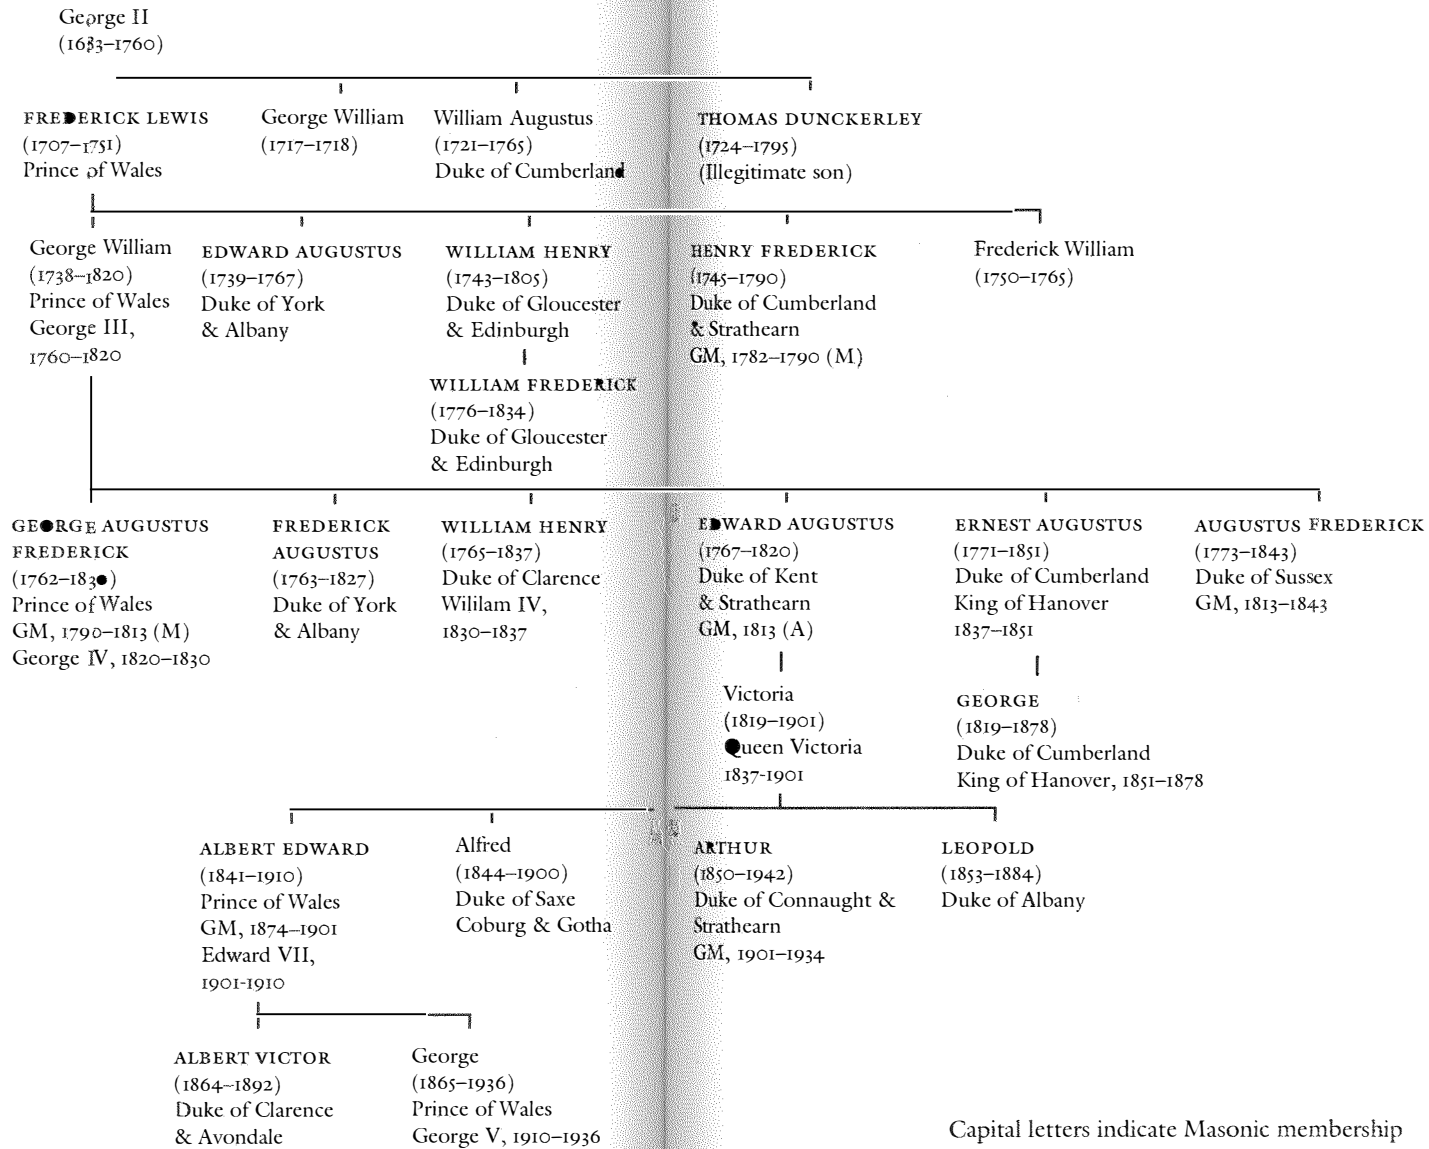 George II
(1683–1760)
FREDERICK LEWIS
(1707–1751)
Prince of Wales
George William
(1717–1718)
William Augustus
(1721–1765)
Duke of Cumberland
THOMAS DUNCKERLEY
(1724–1795)
(Illegitimate son)
George William
(1738–1820)
Prince of Wales
George III,
1760–1820
EDWARD AUGUSTUS
(1739–1767)
Duke of York
& Albany
WILLIAM HENRY
(1743–1805)
Duke of Gloucester
& Edinburgh
HENRY FREDERICK
(1745–1790)
Duke of Cumberland
& Strathearn
GM, 1782–1790 (M)
Frederick William
(1750–1765)
WILLIAM FREDERICK
(1776–1834)
Duke of Gloucester
& Edinburgh
GEORGE AUGUSTUS
FREDERICK
(1762–1830)
Prince of Wales
GM, 1790–1813 (M)
George IV, 1820–1830
FREDERICK
AUGUSTUS
(1763–1827)
Duke of York
& Albany
WILLIAM HENRY
(1765–1837)
Duke of Clarence
Wililam IV,
1830–1837
EDWARD AUGUSTUS
(1767–1820)
Duke of Kent
& Strathearn
GM, 1813 (A)
ERNEST AUGUSTUS
(1771–1851)
Duke of Cumberland
King of Hanover
1837–1851
AUGUSTUS FREDERICK
(1773–1843)
Duke of Sussex
GM, 1813–1843
Victoria
(1819–1901)
Queen Victoria
1837-1901
GEORGE
(1819–1878)
Duke of Cumberland
King of Hanover, 1851–1878
ALBERT EDWARD
(1841–1910)
Prince of Wales
GM, 1874–1901
Edward VII,
1901-1910
Alfred
(1844–1900)
Duke of Saxe
Coburg & Gotha
ARTHUR
(1850–1942)
Duke of Connaught &
Strathearn
GM, 1901–1934
LEOPOLD
(1853–1884)
Duke of Albany
ALBERT VICTOR
(1864–1892)
Duke of Clarence
& Avondale
George
(1865–1936)
Prince of Wales
George V, 1910–1936
Capital letters indicate Masonic membership